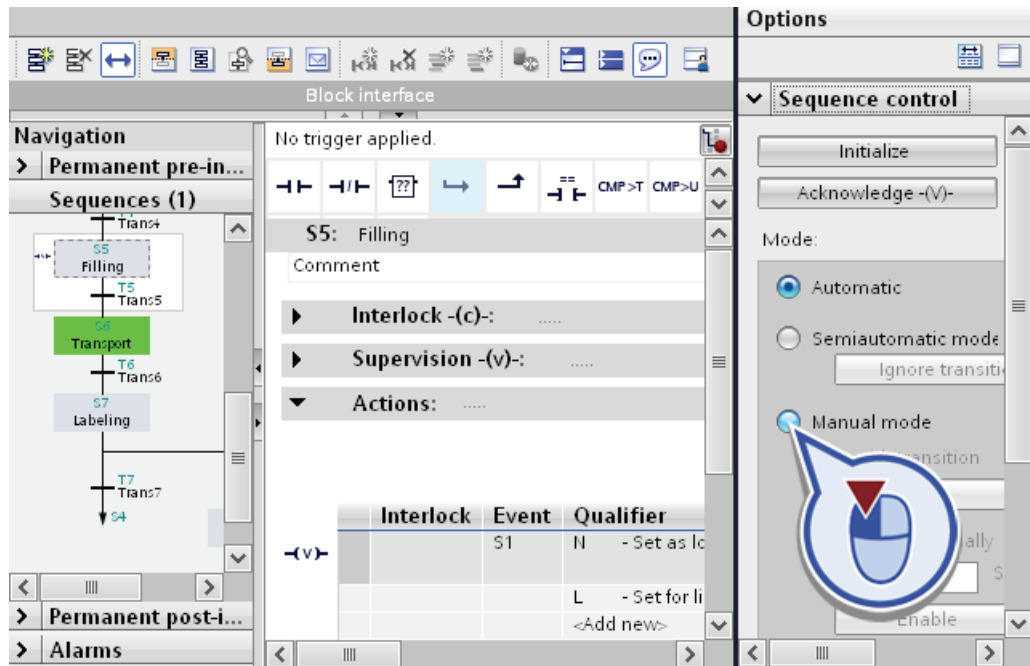 Options
Block interface
Sequence control
Navigation
Permanent pre-in...
Sequences (1)
Trans4
S5
Filling
T5
Trans5
S6
Transport
T6
Trans6
S7
Labeling
T7
Trans7
S4
Permanent post-i...
Alarms
No trigger applied.
?? == CMP>T CMP>U
S5: Filling
Comment
Interlock -(c)-: .....
Supervision -(v)-: .....
Actions: .....
Interlock Event Qualifier
-(v)- S1 N - Set as lo
L - Set for li
<Add new>
Initialize
Acknowledge -(V)-
Mode:
Automatic
Semiautomatic mode
Ignore transiti
Manual mode
Enable